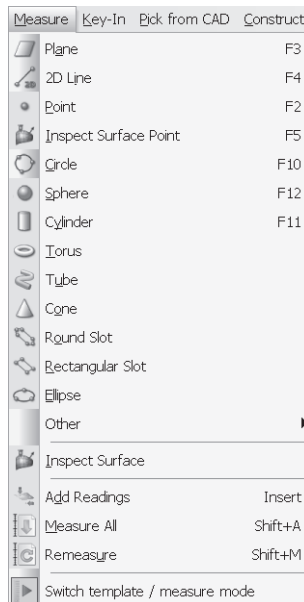 Measure Key-In Pick from CAD Construct
Plane F3
2D Line F4
Point F2
Inspect Surface Point F5
Circle F10
Sphere F12
Cylinder F11
Torus
Tube
Cone
Round Slot
Rectangular Slot
Ellipse
Other
Inspect Surface
Add Readings Insert
Measure All Shift+A
Remeasure Shift+M
Switch template / measure mode